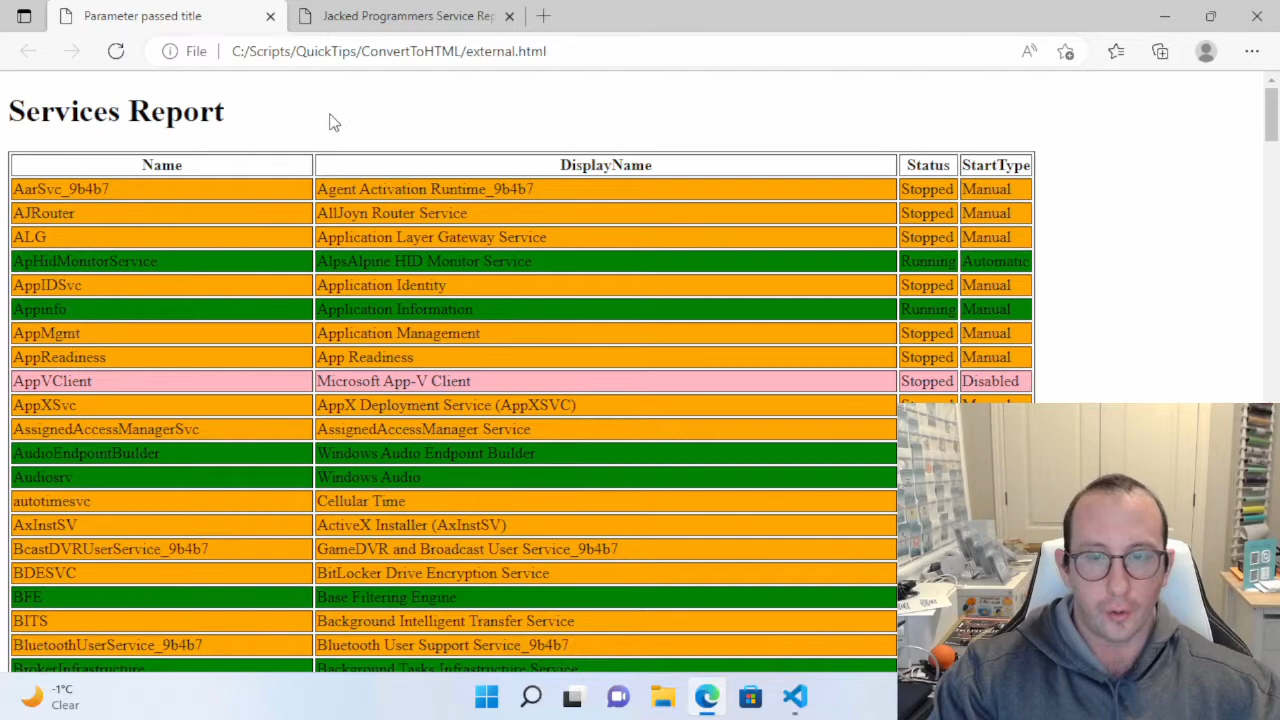 Parameter passed title
Jacked Programmers Service Rep
File
C:/Scripts/QuickTips/ConvertToHTML/external.html
Services Report
Name DisplayName Status StartType
AarSvc_9b4b7 Agent Activation Runtime_9b4b7 Stopped Manual
AJRouter AllJoyn Router Service Stopped Manual
ALG Application Layer Gateway Service Stopped Manual
ApHidMonitorService AlpsAlpine HID Monitor Service Running Automatic
AppIDSvc Application Identity Stopped Manual
Appinfo Application Information Running Manual
AppMgmt Application Management Stopped Manual
AppReadiness App Readiness Stopped Manual
AppVClient Microsoft App-V Client Stopped Disabled
AppXSvc AppX Deployment Service (AppXSVC)
AssignedAccessManagerSvc AssignedAccessManager Service
AudioEndpointBuilder Windows Audio Endpoint Builder
Audiosrv Windows Audio
autotimesvc Cellular Time
AxInstSV ActiveX Installer (AxInstSV)
BcastDVRUserService_9b4b7 GameDVR and Broadcast User Service_9b4b7
BDESVC BitLocker Drive Encryption Service
BFE Base Filtering Engine
BITS Background Intelligent Transfer Service
BluetoothUserService_9b4b7 Bluetooth User Support Service_9b4b7
BrokerInfrastructure Background Tasks Infrastructure Service
-1°C
Clear